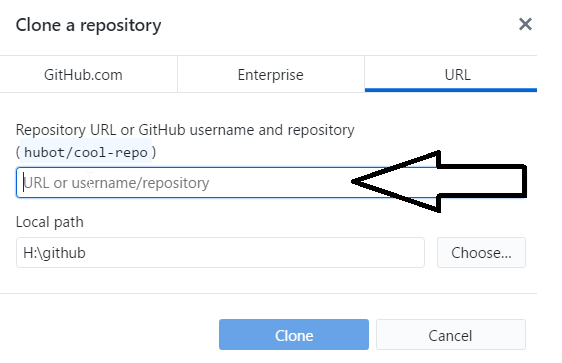 Clone a repository
GitHub.com
Enterprise
URL
Repository URL or GitHub username and repository
(hubot/cool-repo)
URL or username/repository
Local path
H:\github
Choose...
Clone
Cancel